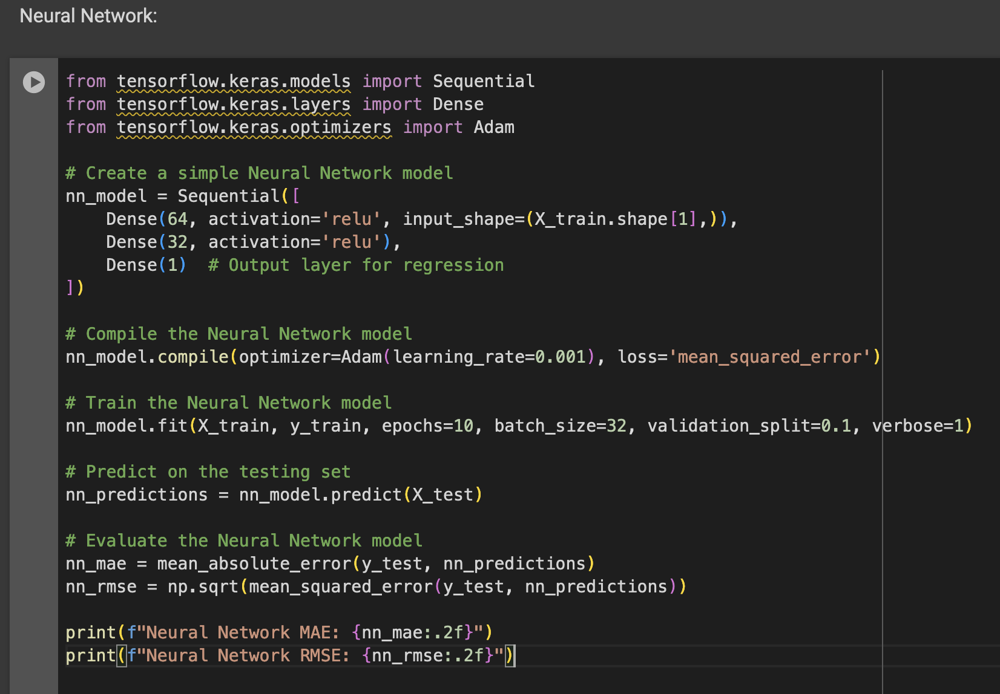 Neural Network:
from tensorflow.keras.models import Sequential
from tensorflow.keras.layers import Dense
from tensorflow.keras.optimizers import Adam
# Create a simple Neural Network model
nn_model = Sequential([
    Dense(64, activation='relu', input_shape=(X_train.shape[1],)),
    Dense(32, activation='relu'),
    Dense(1)  # Output layer for regression
])
# Compile the Neural Network model
nn_model.compile(optimizer=Adam(learning_rate=0.001), loss='mean_squared_error')
# Train the Neural Network model
nn_model.fit(X_train, y_train, epochs=10, batch_size=32, validation_split=0.1, verbose=1)
# Predict on the testing set
nn_predictions = nn_model.predict(X_test)
# Evaluate the Neural Network model
nn_mae = mean_absolute_error(y_test, nn_predictions)
nn_rmse = np.sqrt(mean_squared_error(y_test, nn_predictions))
print(f"Neural Network MAE: {nn_mae:.2f}")
print(f"Neural Network RMSE: {nn_rmse:.2f}")